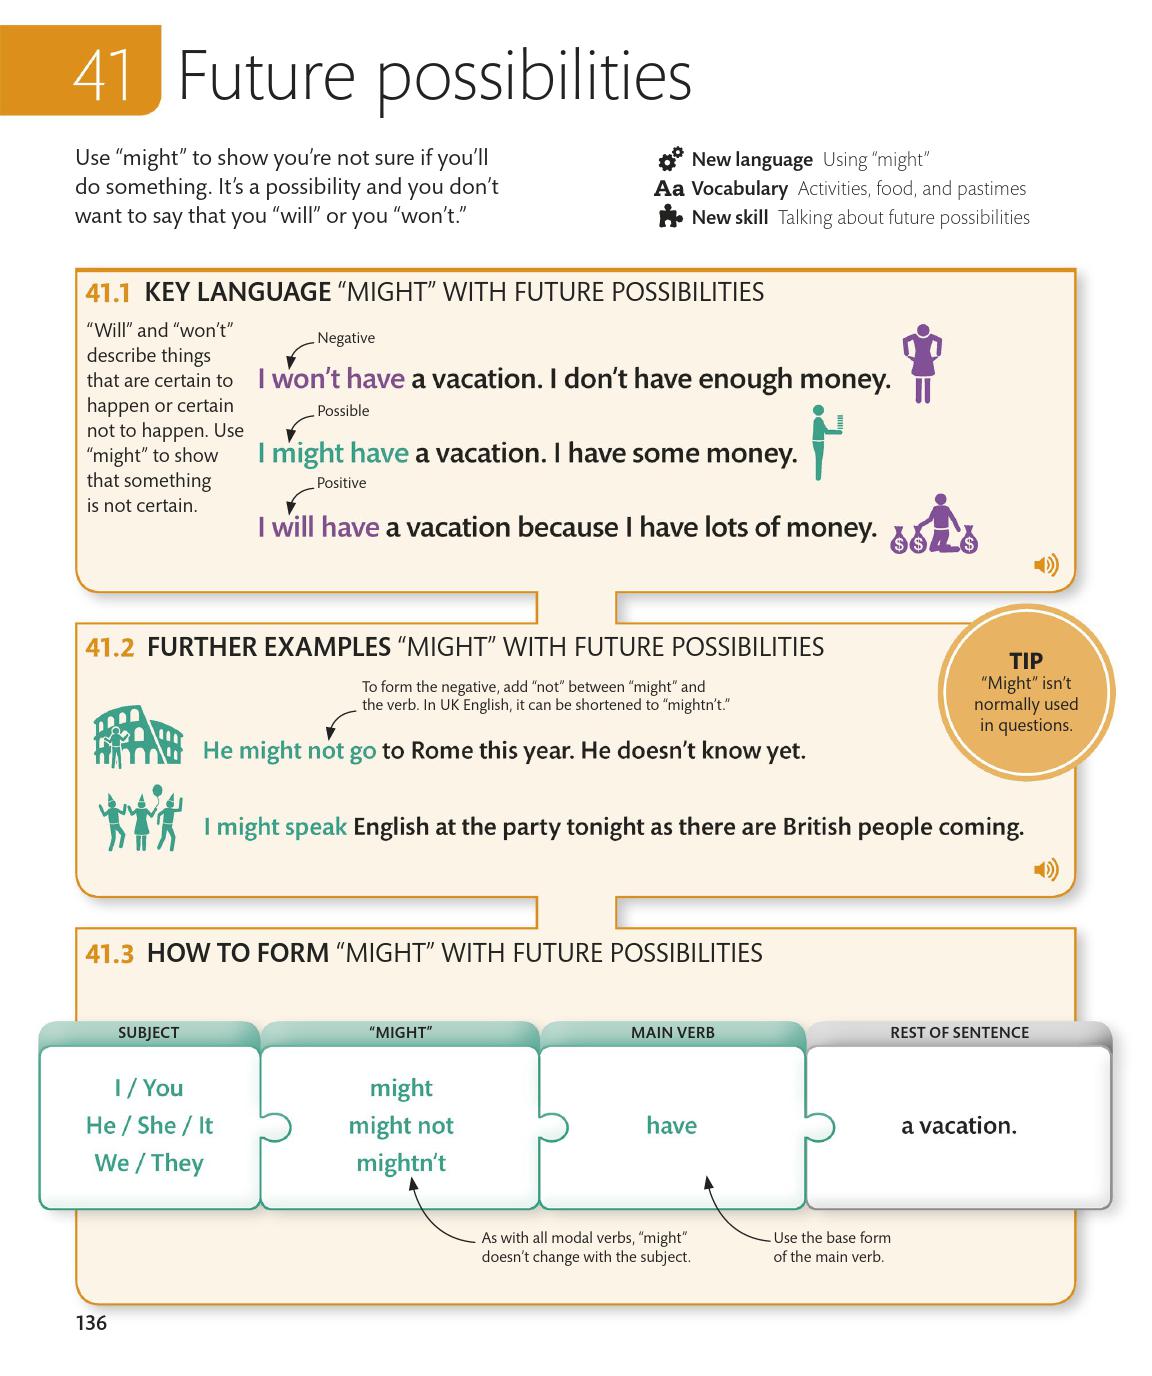 41 Future possibilities
Use “might” to show you’re not sure if you’ll
do something. It’s a possibility and you don’t
want to say that you “will” or you “won’t.”
New language Using “might”
Aa Vocabulary Activities, food, and pastimes
New skill Talking about future possibilities
41.1 KEY LANGUAGE “MIGHT” WITH FUTURE POSSIBILITIES
“Will” and “won’t”
describe things
that are certain to
happen or certain
not to happen. Use
“might” to show
that something
is not certain.
Negative
I won’t have a vacation. I don’t have enough money.
Possible
I might have a vacation. I have some money.
Positive
I will have a vacation because I have lots of money.
$ $ $
41.2 FURTHER EXAMPLES “MIGHT” WITH FUTURE POSSIBILITIES
TIP
“Might” isn’t
normally used
in questions.
To form the negative, add “not” between “might” and
the verb. In UK English, it can be shortened to “mightn’t.”
He might not go to Rome this year. He doesn’t know yet.
I might speak English at the party tonight as there are British people coming.
41.3 HOW TO FORM “MIGHT” WITH FUTURE POSSIBILITIES
SUBJECT
I / You
He / She / It
We / They
“MIGHT”
might
might not
mightn’t
MAIN VERB
have
REST OF SENTENCE
a vacation.
As with all modal verbs, “might”
doesn’t change with the subject.
Use the base form
of the main verb.
136